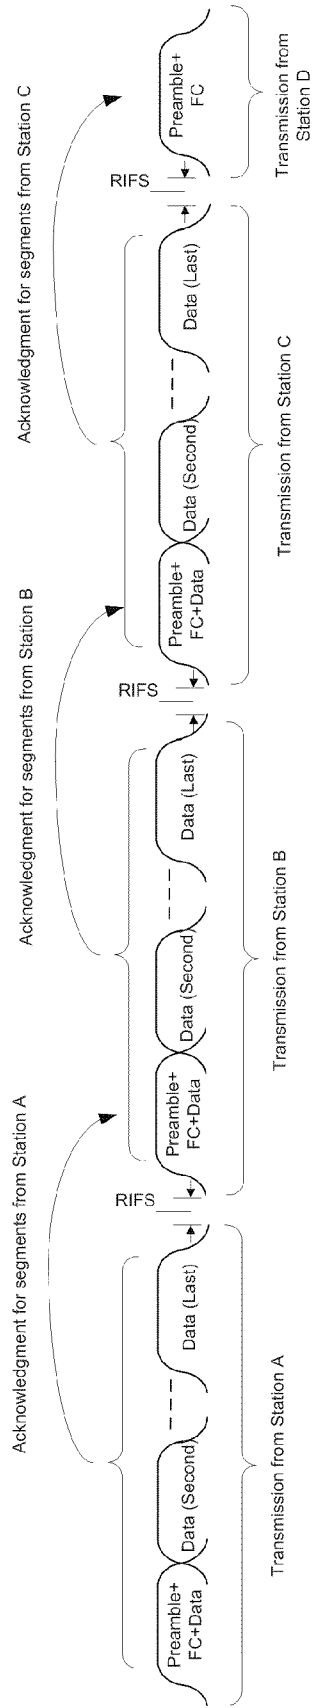 Acknowledgment for segments from Station A
Acknowledgment for segments from Station B
Acknowledgment for segments from Station C
Preamble+
FC+Data
Data (Second)
Data (Last)
RIFS
Preamble+
FC+Data
Data (Second)
Data (Last)
RIFS
Preamble+
FC+Data
Data (Second)
Data (Last)
RIFS
Preamble+
FC
Transmission from Station A
Transmission from Station B
Transmission from Station C
Transmission from
Station D